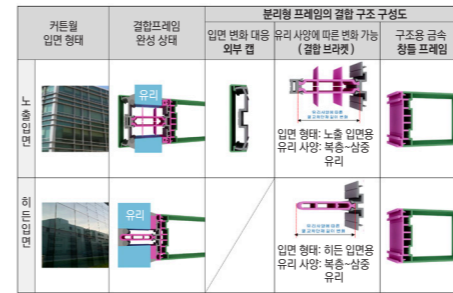 커튼월
입면 형태
결합프레임
완성 상태
분리형 프레임의 결합 구조 구성도
입면 변화 대응
외부 캡
유리 사양에 따른 변화 가능
( 결합 브라켓 )
구조용 금속
창틀 프레임
노출입면
유리
입면 형태: 노출 입면용
유리 사양: 복층~삼중
유리
히든입면
유리
입면 형태: 히든 입면용
유리 사양: 복층~삼중
유리